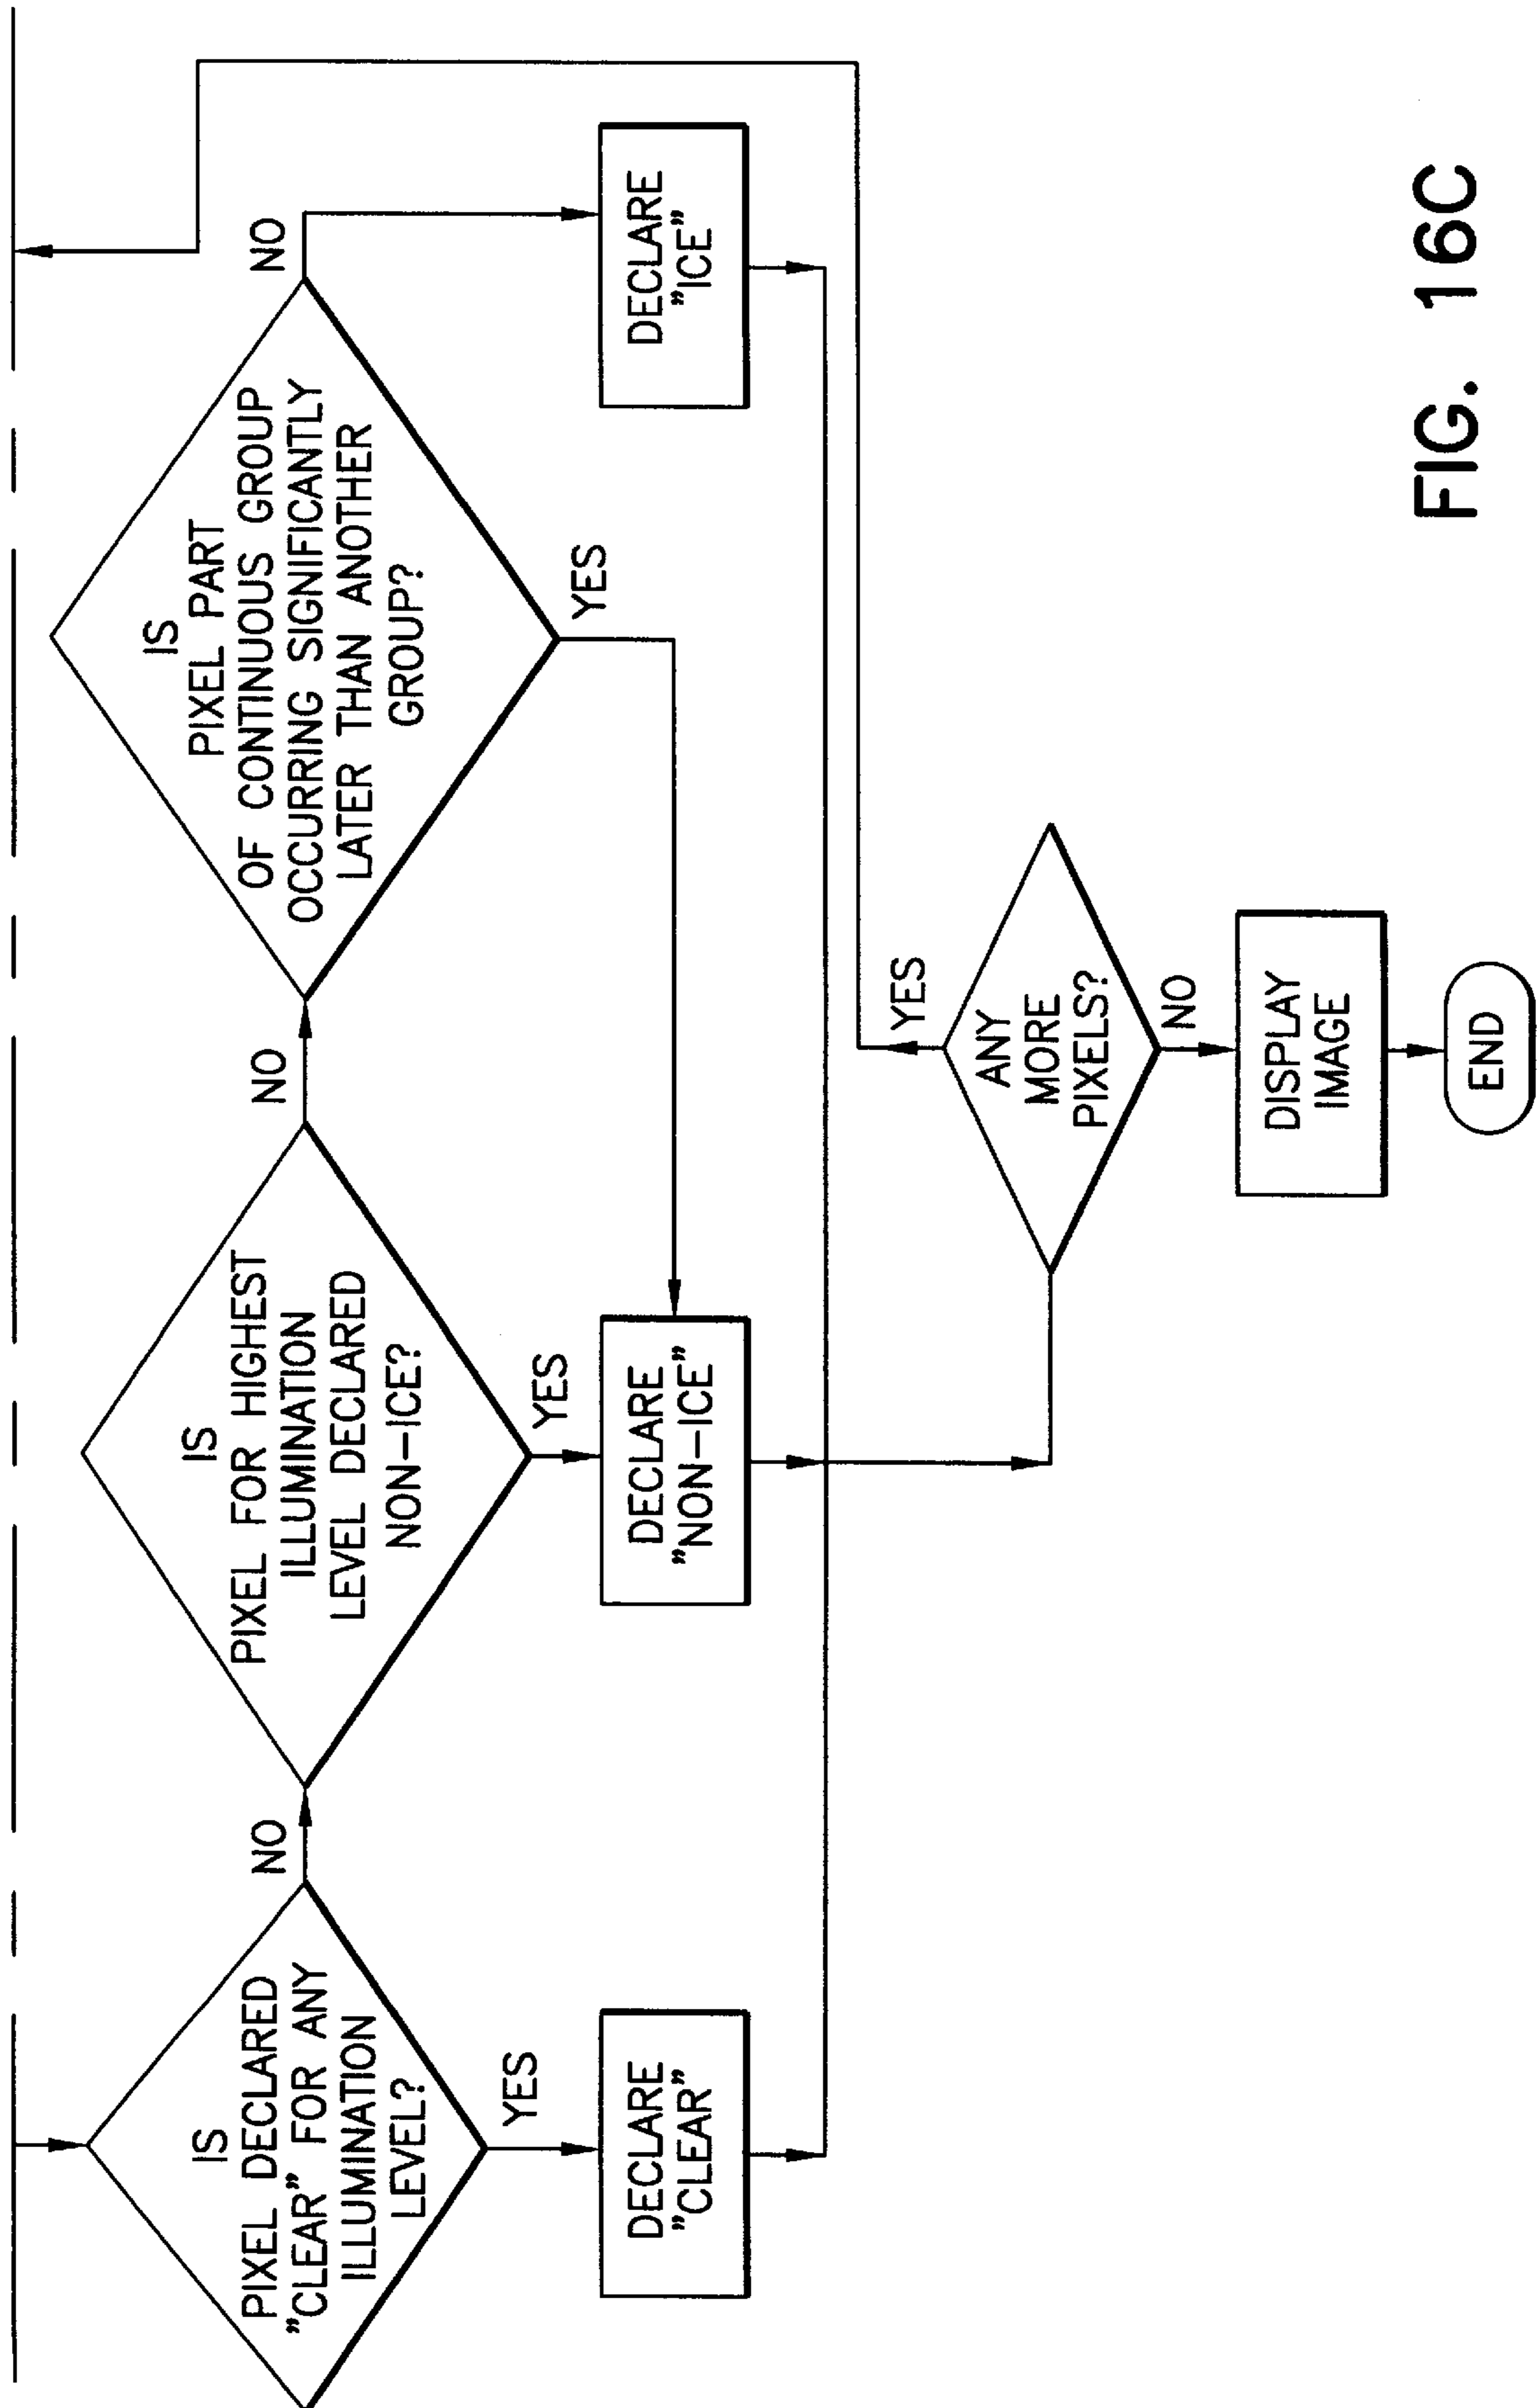 IS
PIXEL DECLARED
"CLEAR" FOR ANY
ILLUMINATION
LEVEL?
NO
YES
DECLARE
"CLEAR"
IS
PIXEL FOR HIGHEST
ILLUMINATION
LEVEL DECLARED
NON-ICE?
NO
YES
DECLARE
"NON-ICE"
IS
PIXEL PART
OF CONTINUOUS GROUP
OCCURRING SIGNIFICANTLY
LATER THAN ANOTHER
GROUP?
NO
YES
DECLARE
"ICE"
ANY
MORE
PIXELS?
YES
NO
DISPLAY
IMAGE
END
FIG. 16C